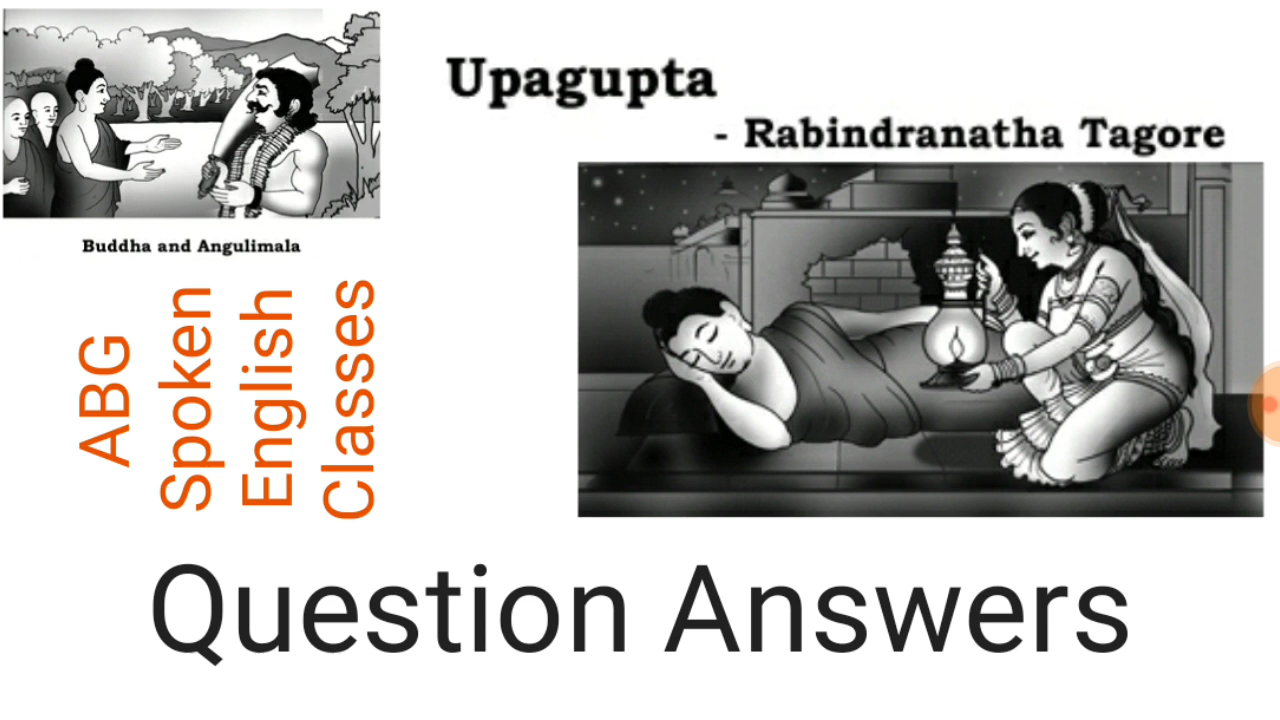 Upagupta
- Rabindranatha Tagore
Buddha and Angulimala
ABG
Spoken
English
Classes
Question Answers